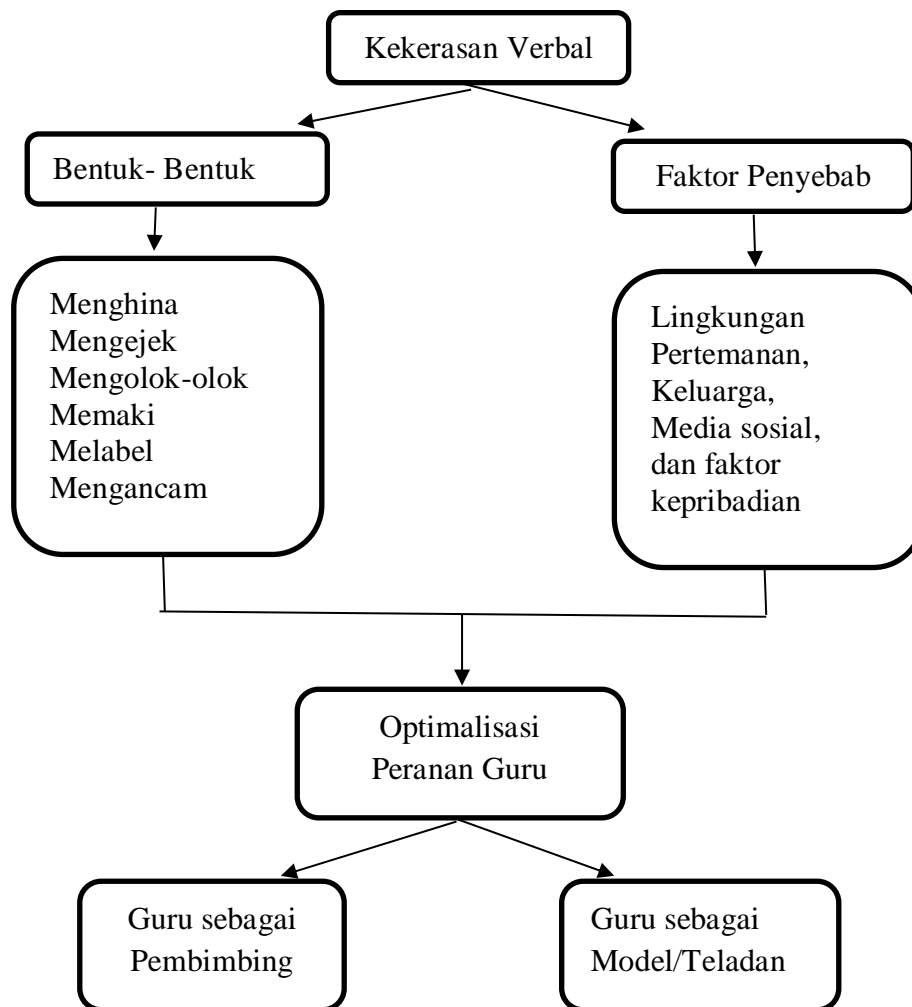 Kekerasan Verbal
Bentuk- Bentuk
Faktor Penyebab
Menghina
Mengejek
Mengolok-olok
Memaki
Melabel
Mengancam
Lingkungan
Pertemanan,
Keluarga,
Media sosial,
dan faktor
kepribadian
Optimalisasi
Peranan Guru
Guru sebagai
Pembimbing
Guru sebagai
Model/Teladan